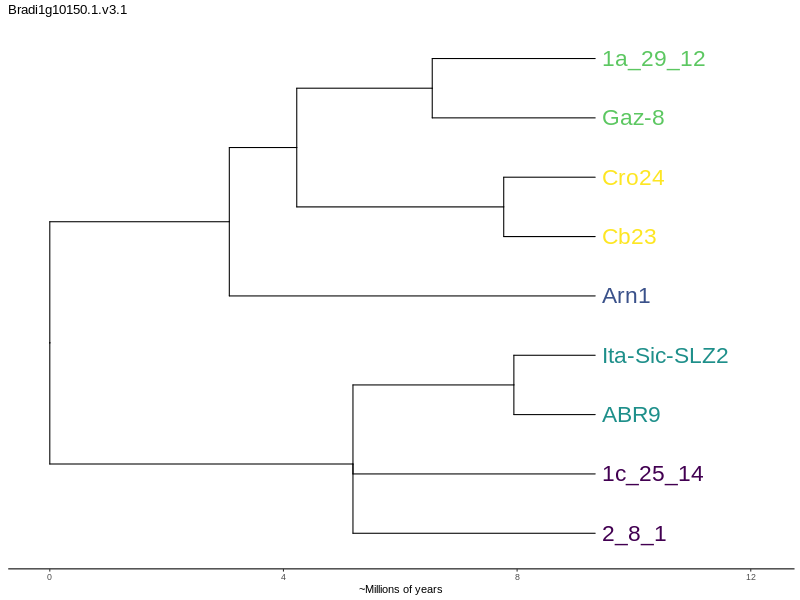 Bradi1g10150.1.v3.1
1a_29_12
Gaz-8
Cro24
Cb23
Arn1
Ita-Sic-SLZ2
ABR9
1c_25_14
2_8_1
0 4 8 12
~Millions of years